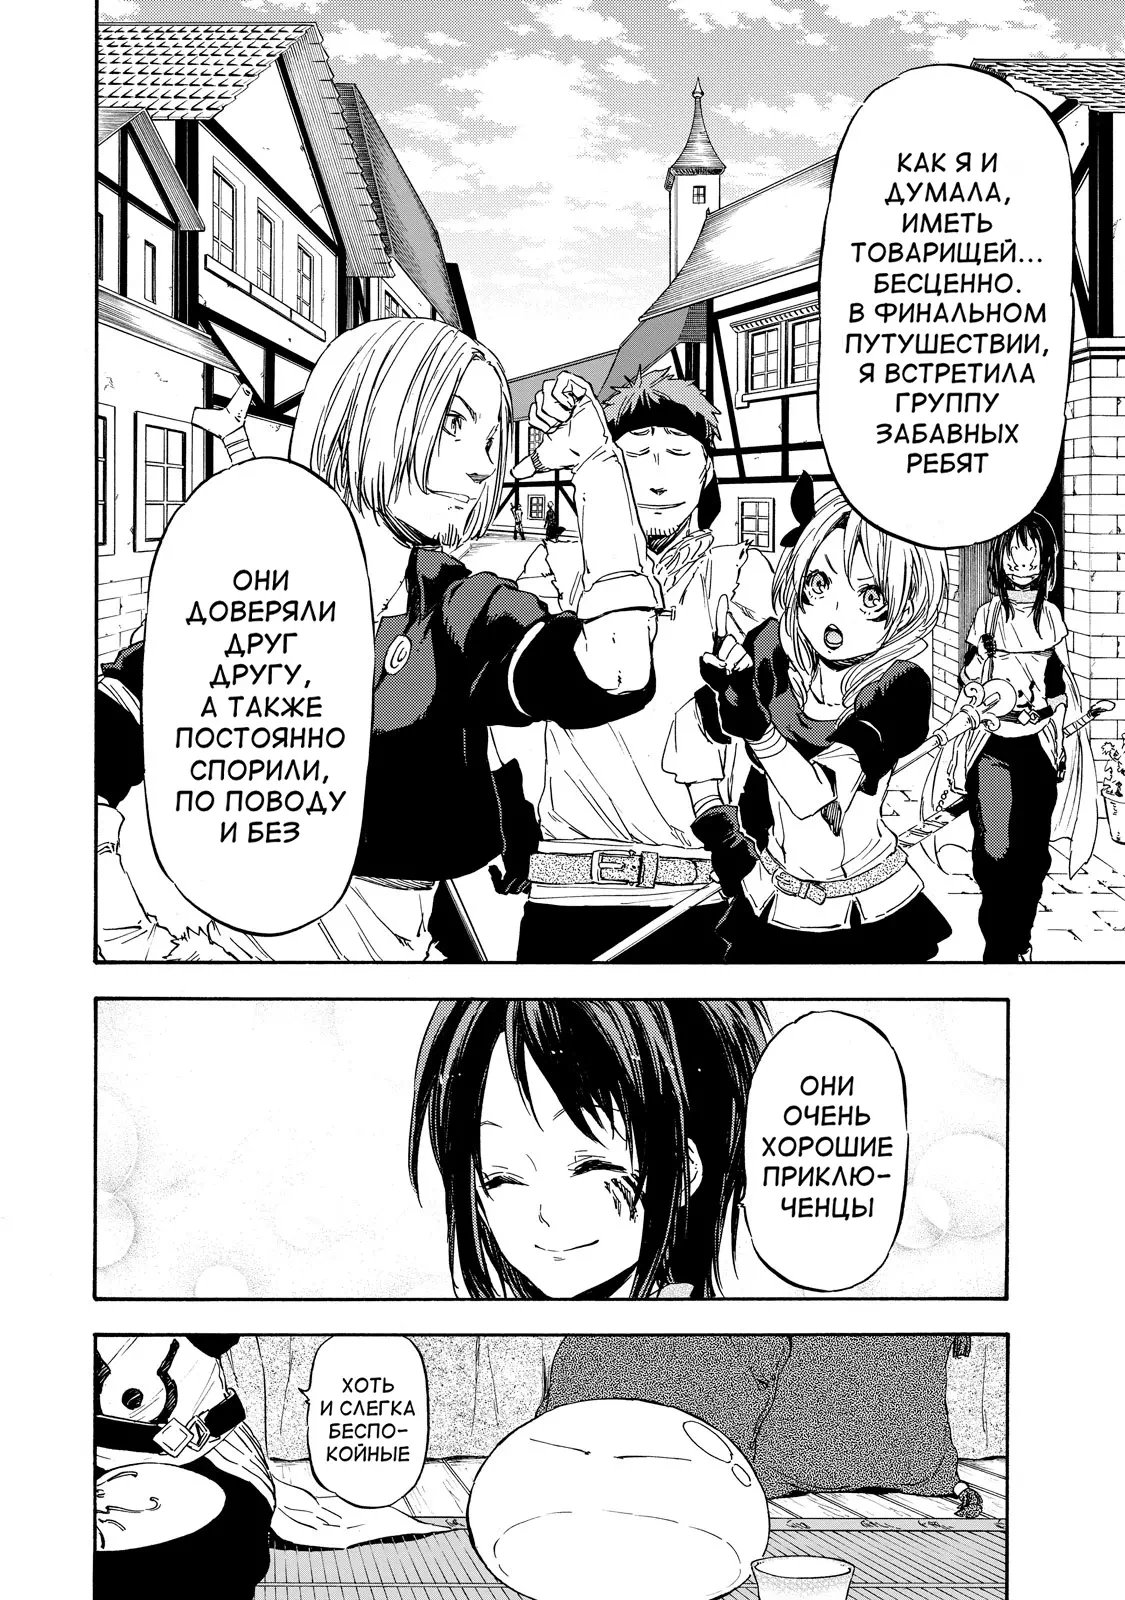 КАК Я И
ДУМАЛА,
ИМЕТЬ
ТОВАРИЩЕЙ...
БЕСЦЕННО.
В ФИНАЛЬНОМ
ПУТУШЕСТВИИ,
Я ВСТРЕТИЛА
ГРУППУ
ЗАБАВНЫХ
РЕБЯТ
ОНИ
ДОВЕРЯЛИ
ДРУГ
ДРУГУ,
А ТАКЖЕ
ПОСТОЯННО
СПОРИЛИ,
ПО ПОВОДУ
И БЕЗ
ОНИ
ОЧЕНЬ
ХОРОШИЕ
ПРИКЛЮ-
ЧЕНЦЫ
ХОТЬ
И СЛЕГКА
БЕСПО-
КОЙНЫЕ